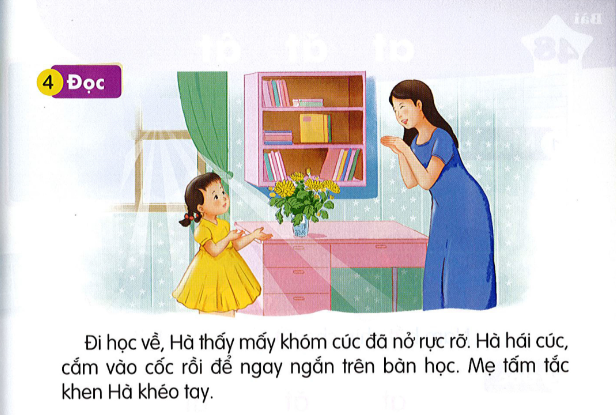 4 Đọc
Đi học về, Hà thấy mấy khóm cúc đã nở rực rỡ. Hà hái cúc,
cắm vào cốc rồi để ngay ngắn trên bàn học. Mẹ tấm tắc
khen Hà khéo tay.